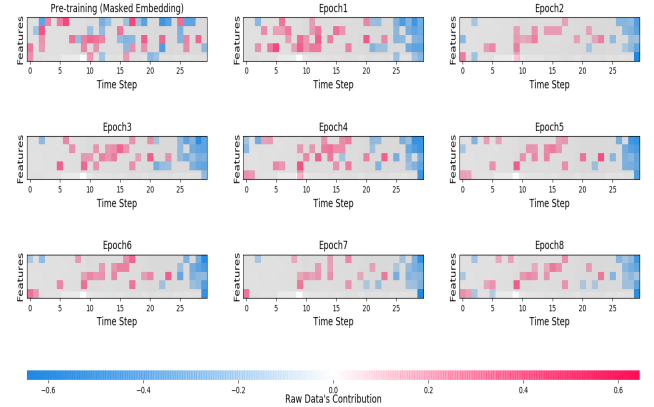 Pre-training (Masked Embedding) Epoch1 Epoch2
Features Features Features
0 5 10 15 20 25 0 5 10 15 20 25 0 5 10 15 20 25
Time Step Time Step Time Step
Epoch3 Epoch4 Epoch5
Features Features Features
0 5 10 15 20 25 0 5 10 15 20 25 0 5 10 15 20 25
Time Step Time Step Time Step
Epoch6 Epoch7 Epoch8
Features Features Features
0 5 10 15 20 25 0 5 10 15 20 25 0 5 10 15 20 25
Time Step Time Step Time Step
−0.6 −0.4 −0.2 0.0 0.2 0.4 0.6
Raw Data's Contribution